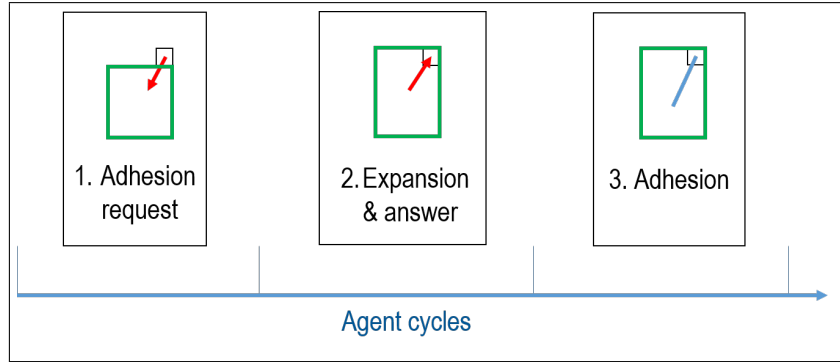 1. Adhesion
request
2. Expansion
& answer
3. Adhesion
Agent cycles